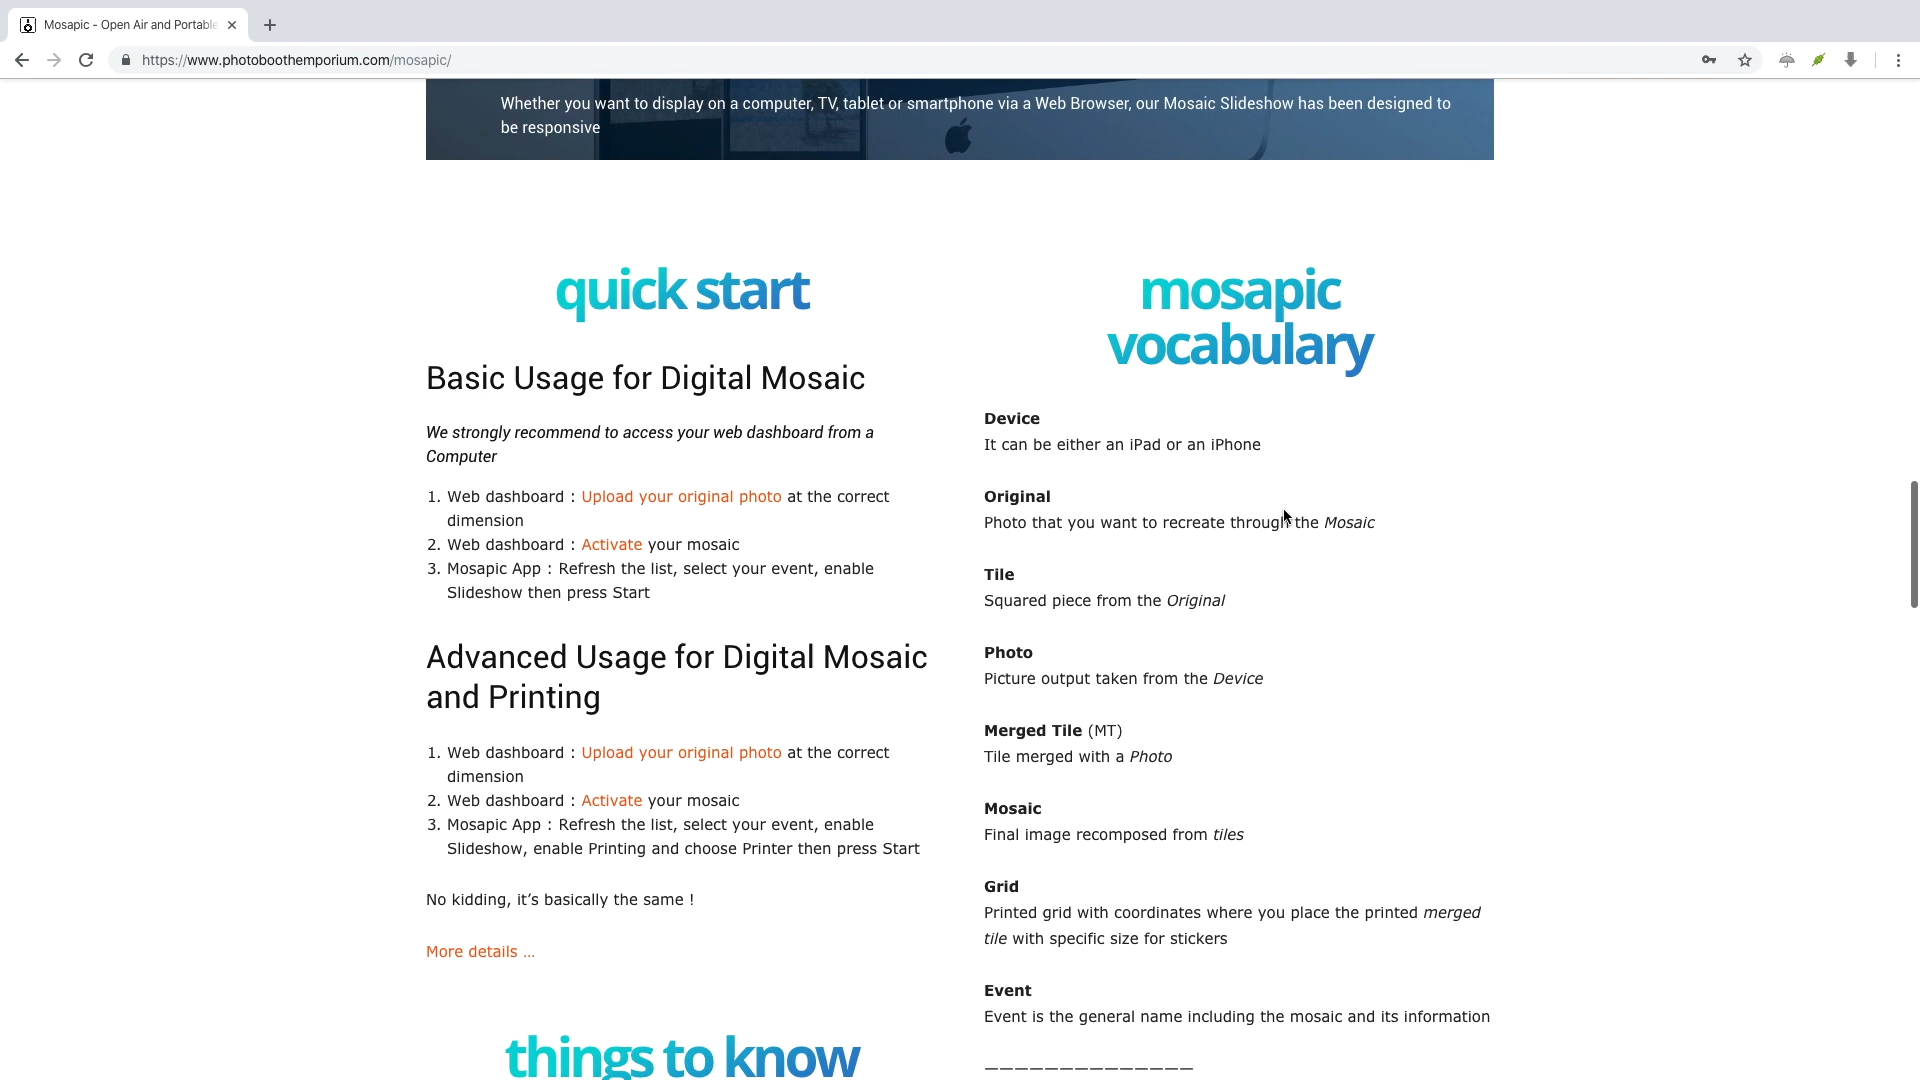 Mosapic - Open Air and Portable
https://www.photoboothemporium.com/mosapic/
Whether you want to display on a computer, TV, tablet or smartphone via a Web Browser, our Mosaic Slideshow has been designed to
be responsive
quick start
Basic Usage for Digital Mosaic
We strongly recommend to access your web dashboard from a
Computer
1. Web dashboard : Upload your original photo at the correct
dimension
2. Web dashboard : Activate your mosaic
3. Mosapic App : Refresh the list, select your event, enable
Slideshow then press Start
Advanced Usage for Digital Mosaic
and Printing
1. Web dashboard : Upload your original photo at the correct
dimension
2. Web dashboard : Activate your mosaic
3. Mosapic App : Refresh the list, select your event, enable
Slideshow, enable Printing and choose Printer then press Start
No kidding, it's basically the same !
More details ...
things to know
mosapic
vocabulary
Device
It can be either an iPad or an iPhone
Original
Photo that you want to recreate through the Mosaic
Tile
Squared piece from the Original
Photo
Picture output taken from the Device
Merged Tile (MT)
Tile merged with a Photo
Mosaic
Final image recomposed from tiles
Grid
Printed grid with coordinates where you place the printed merged
tile with specific size for stickers
Event
Event is the general name including the mosaic and its information
——————————————